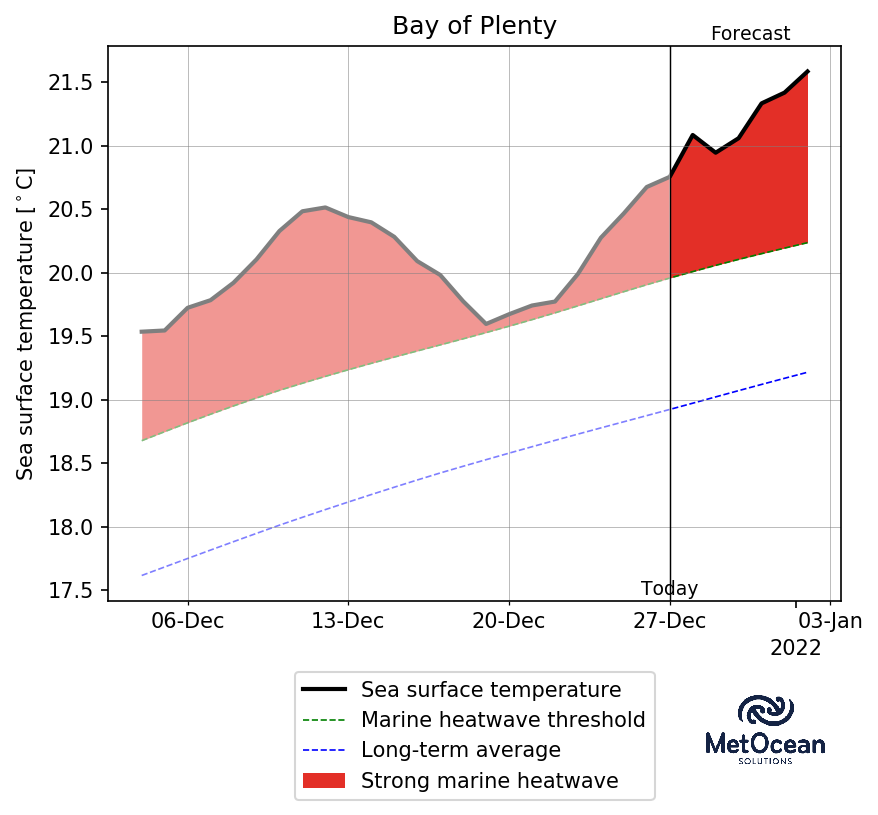 Bay of Plenty
Forecast
Sea surface temperature [°C]
21.5
21.0
20.5
20.0
19.5
19.0
18.5
18.0
17.5
Today
06-Dec
13-Dec
20-Dec
27-Dec
03-Jan
2022
Sea surface temperature
Marine heatwave threshold
Long-term average
Strong marine heatwave
MetOcean
SOLUTIONS